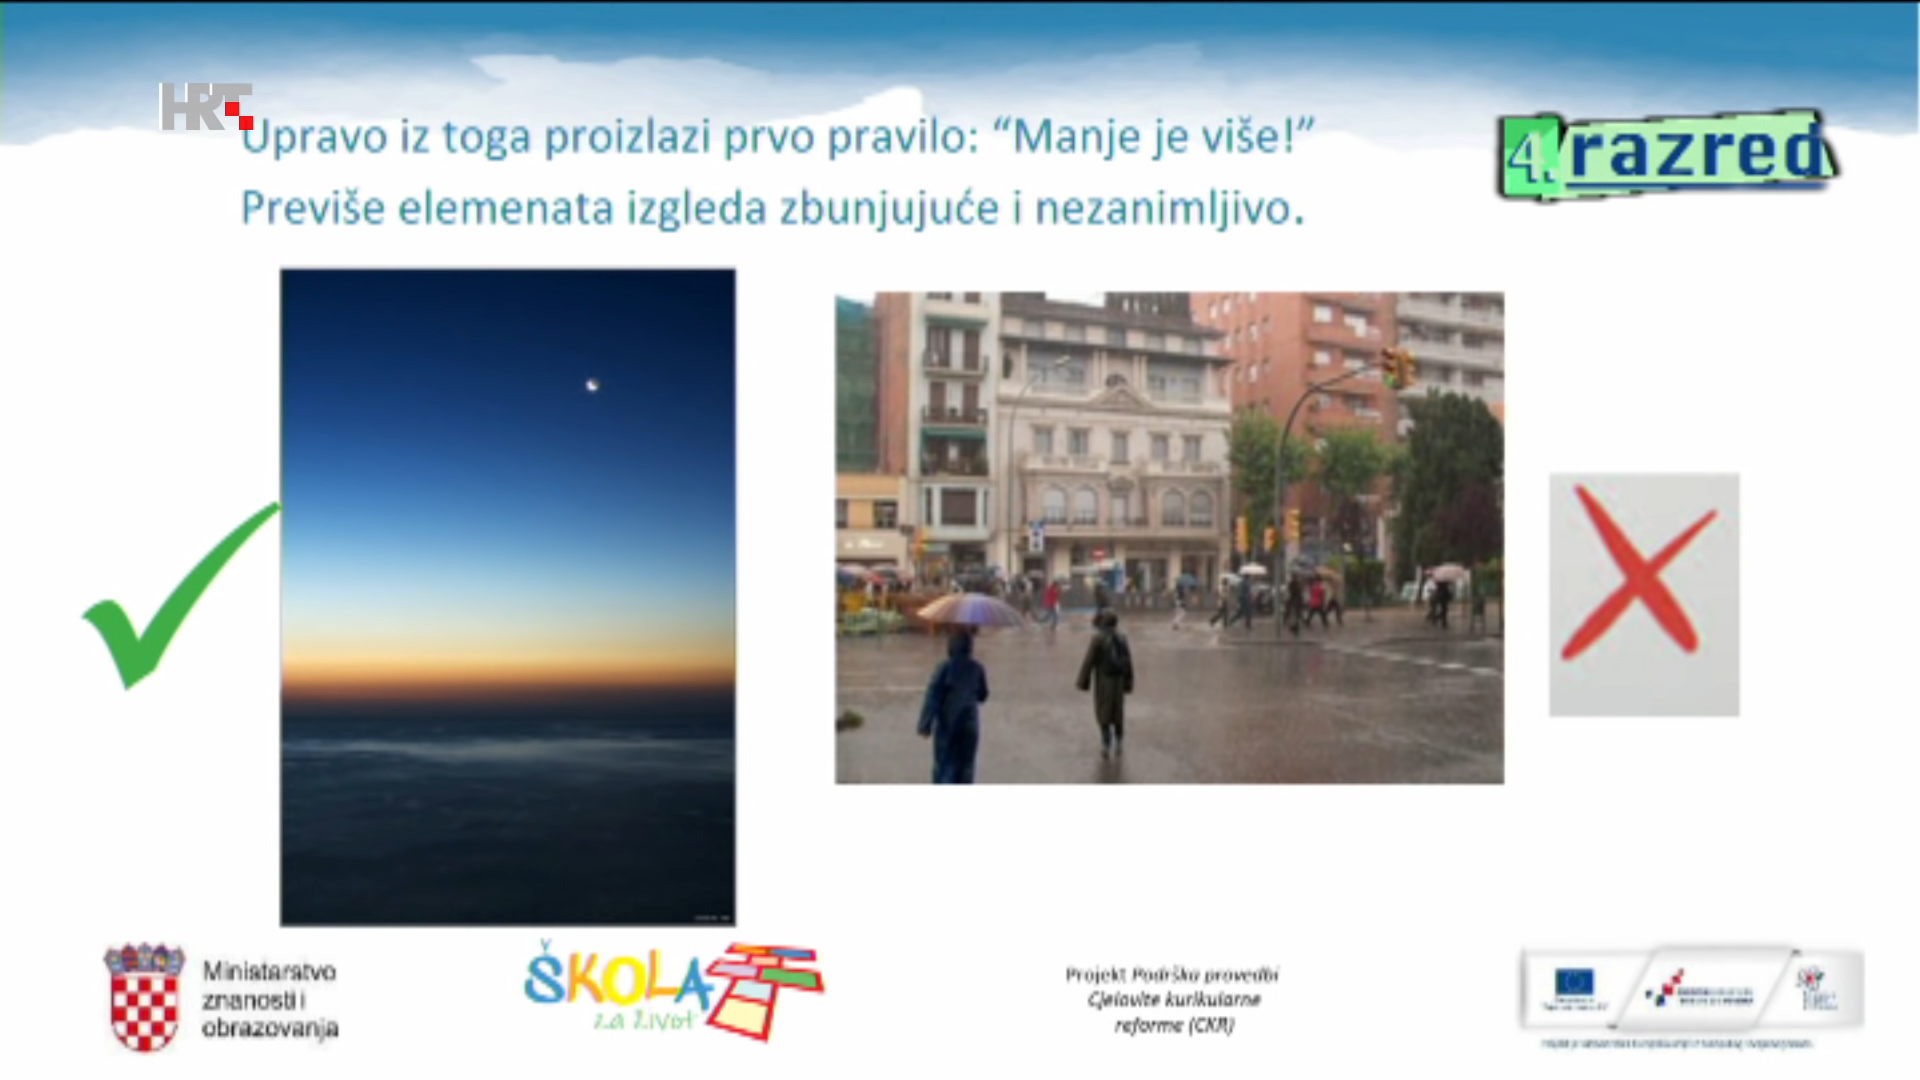 HRT
Upravo iz toga proizlazi prvo pravilo: “Manje je više!”
Previše elemenata izgleda zbunjujuće i nezanimljivo.
4. razred
Ministarstvo
znanosti i
obrazovanja
ŠKOLA
za život
Projekt Podrška provedbi
Cjelovite kurikularne
reforme (CKR)